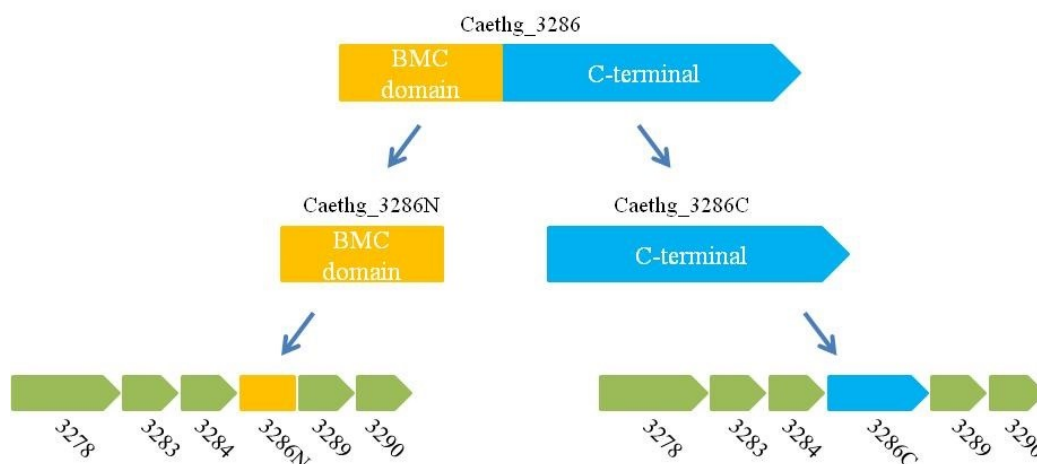 Caethg_3286
BMC
domain
C-terminal
Caethg_3286N
Caethg_3286C
BMC
domain
C-terminal
3278
3283
3284
3286N
3289
3290
3278
3283
3284
3286C
3289
3290